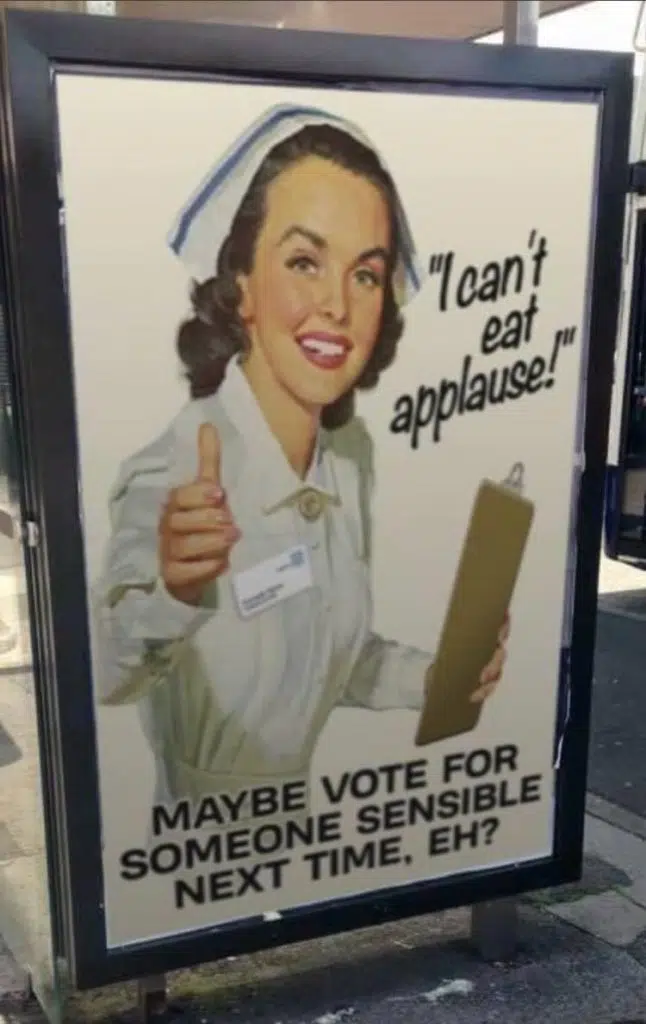 "I can't
eat
applause!"
MAYBE VOTE FOR
SOMEONE SENSIBLE
NEXT TIME, EH?